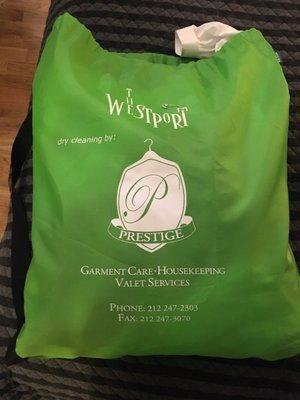 THE
WESTPORT
dry cleaning by:
P
PRESTIGE
GARMENT CARE·HOUSEKEEPING
VALET SERVICES
PHONE: 212 247-2303
FAX: 212 247-3070